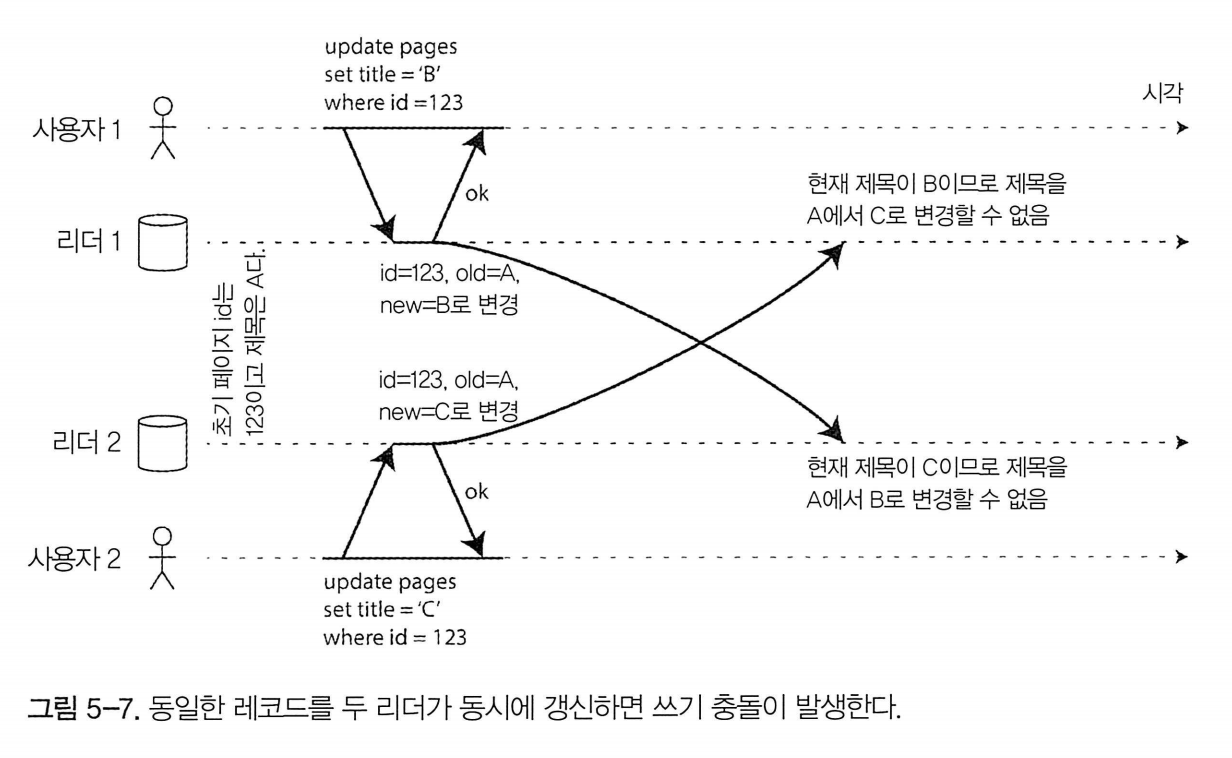 update pages
set title = ‘B’
where id =123
시각
사용자 1
현재 제목이 B이므로 제목을
A에서 C로 변경할 수 없음
ok
리더 1
id=123, old=A,
new=B로 변경
초기 페이지 id는
123이고 제목은 A다.
id=123, old=A,
new=C로 변경
리더 2
현재 제목이 C이므로 제목을
A에서 B로 변경할 수 없음
ok
사용자 2
update pages
set title = ‘C’
where id = 123
그림 5-7. 동일한 레코드를 두 리더가 동시에 갱신하면 쓰기 충돌이 발생한다.